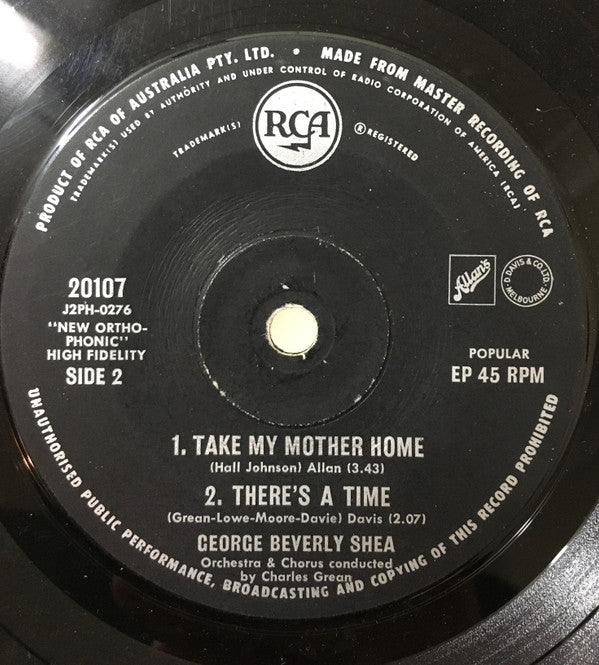 PRODUCT OF RCA OF AUSTRALIA PTY. LTD. • MADE FROM MASTER RECORDING OF RCA
TRADEMARK(S) USED BY AUTHORITY AND UNDER CONTROL OF RADIO CORPORATION OF AMERICA (RCA)
TRADEMARK(S) RCA ® REGISTERED
20107
J2PH-0276
"NEW ORTHO-
PHONIC"
HIGH FIDELITY
SIDE 2
Allan's
D. DAVIS & CO. LTD. MELBOURNE
POPULAR
EP 45 RPM
1. TAKE MY MOTHER HOME
(Hall Johnson) Allan (3.43)
2. THERE'S A TIME
(Grean-Lowe-Moore-Davie) Davis (2.07)
GEORGE BEVERLY SHEA
Orchestra & Chorus conducted
by Charles Grean
UNAUTHORISED PUBLIC PERFORMANCE, BROADCASTING AND COPYING OF THIS RECORD PROHIBITED